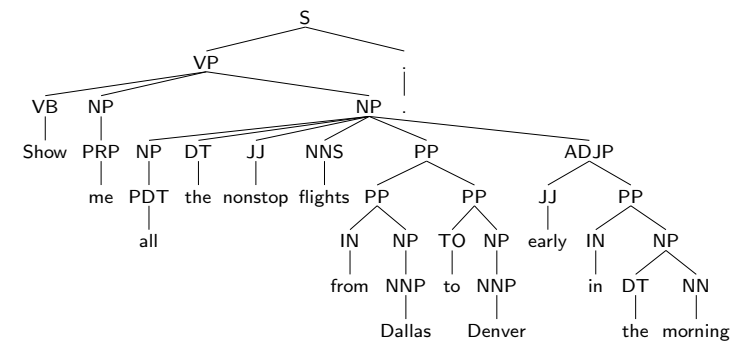 S
VP .
VB NP NP .
Show PRP NP DT JJ NNS PP ADJP
me PDT the nonstop flights PP PP JJ PP
all IN NP TO NP early IN NP
from NNP to NNP in DT NN
Dallas Denver the morning